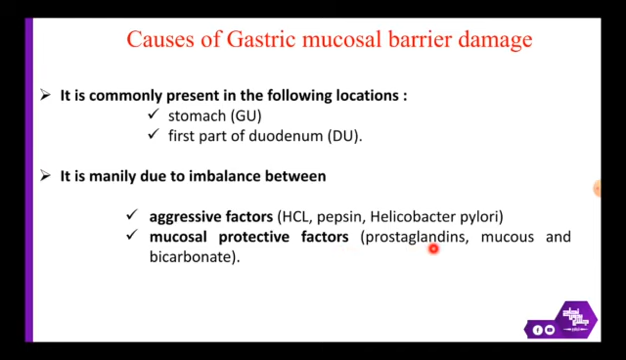 Causes of Gastric mucosal barrier damage
➢ It is commonly present in the following locations :
✓ stomach (GU)
✓ first part of duodenum (DU).
➢ It is manily due to imbalance between
✓ aggressive factors (HCL, pepsin, Helicobacter pylori)
✓ mucosal protective factors (prostaglandins, mucous and
bicarbonate).